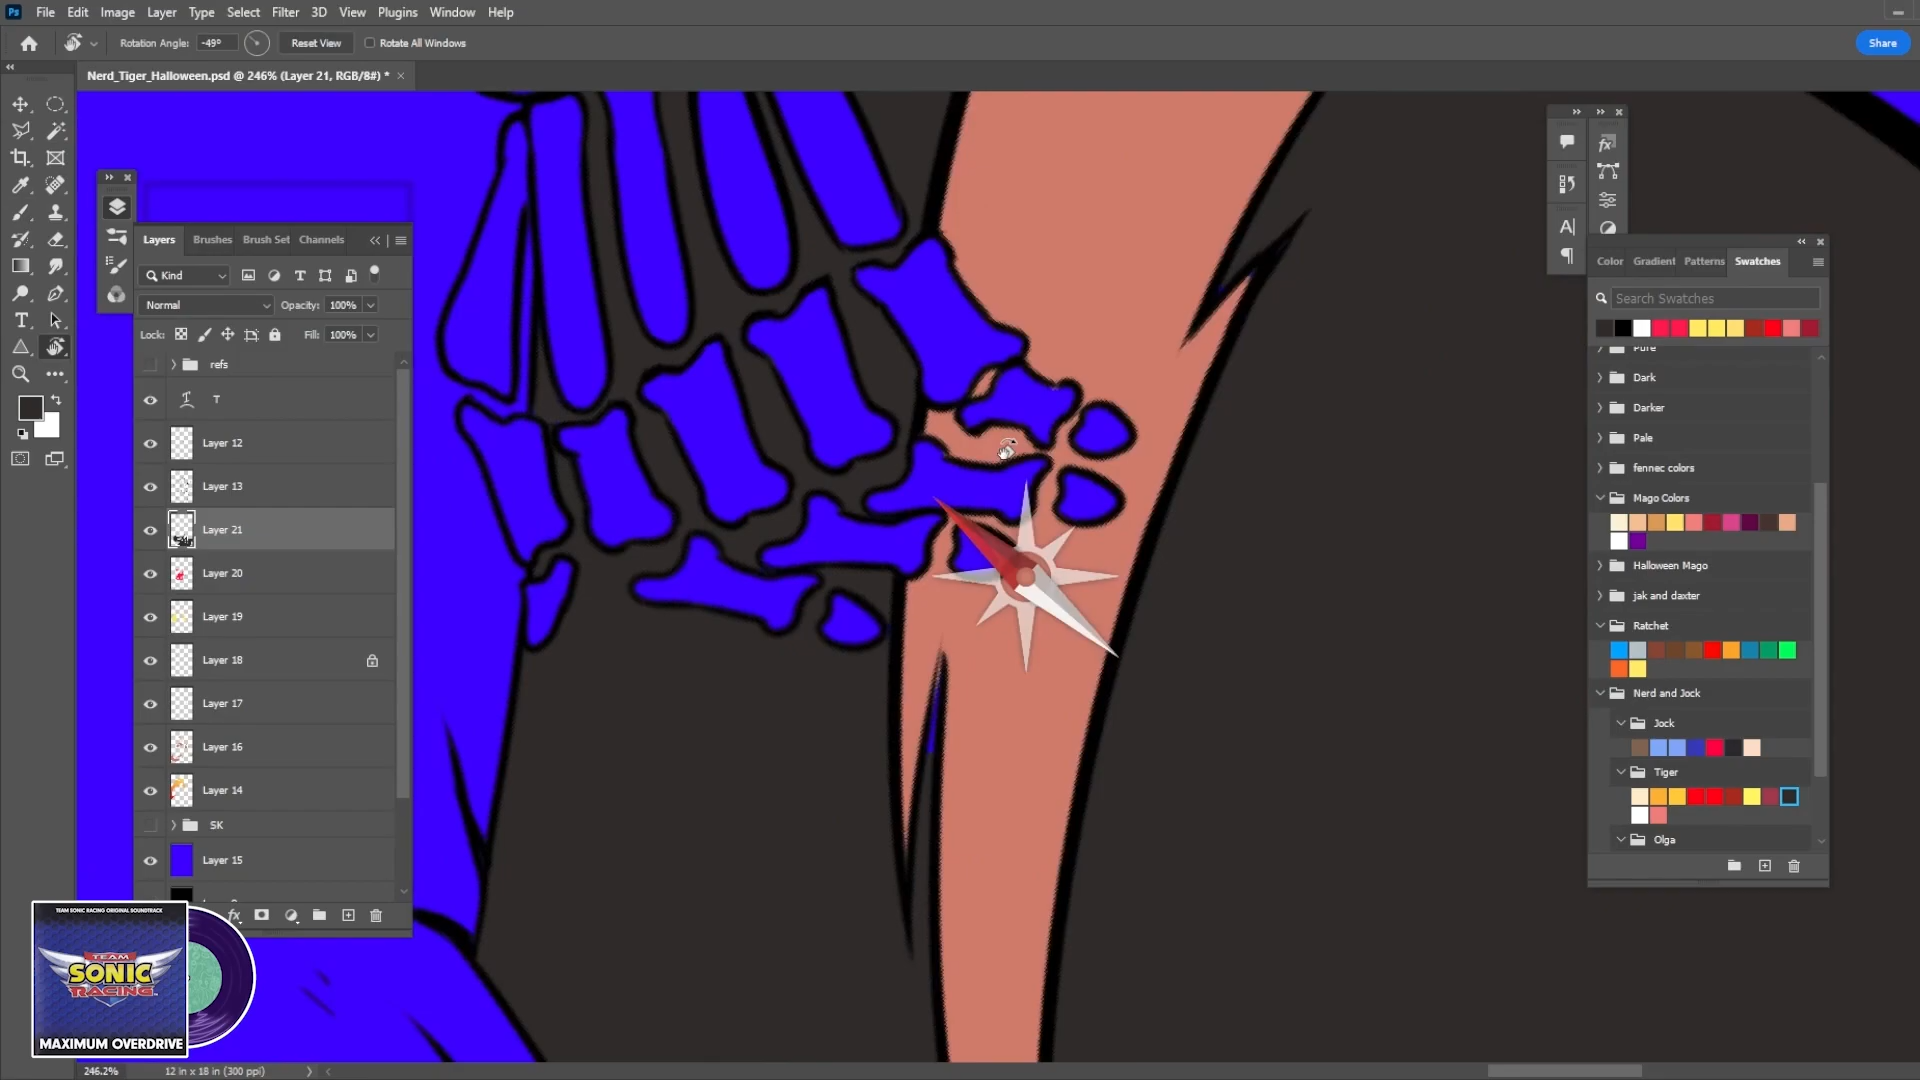 Ps File Edit Image Layer Type Select Filter 3D View Plugins Window Help
Rotation Angle: -49° Reset View Rotate All Windows Share
Nerd_Tiger_Halloween.psd @ 246% (Layer 21, RGB/8#) *
Layers Brushes Brush Set Channels
Kind
Normal Opacity: 100%
Lock: Fill: 100%
refs
T
Layer 12
Layer 13
Layer 21
Layer 20
Layer 19
Layer 18
Layer 17
Layer 16
Layer 14
SK
Layer 15
Color Gradient Patterns Swatches
Search Swatches
Pure
Dark
Darker
Pale
fennec colors
Mago Colors
Halloween Mago
jak and daxter
Ratchet
Nerd and Jock
Jock
Tiger
Olga
TEAM SONIC RACING ORIGINAL SOUNDTRACK
TEAM
SONIC
RACING
MAXIMUM OVERDRIVE
246.2% 12 in x 18 in (300 ppi)